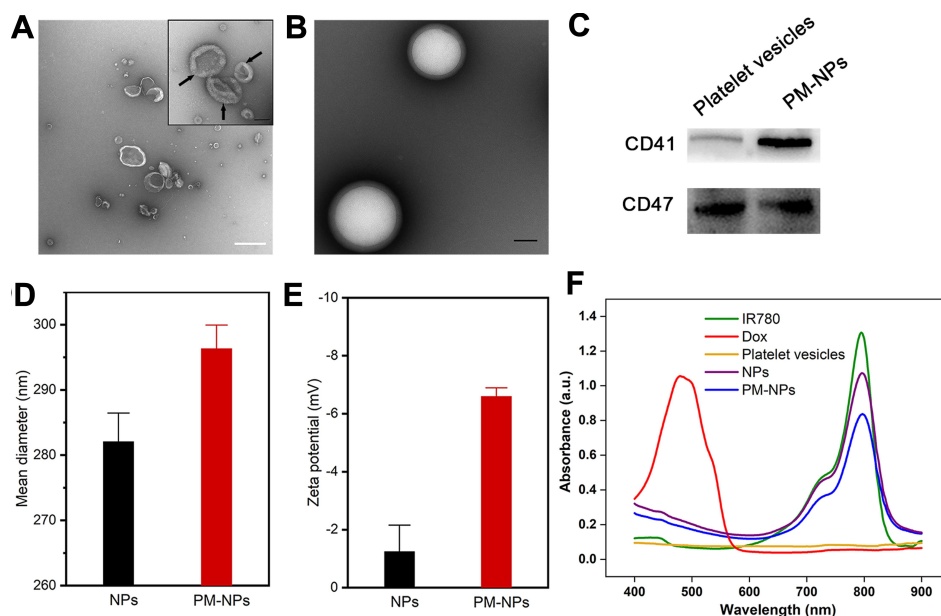 A
B
C
Platelet vesicles
PM-NPs
CD41
CD47
D
Mean diameter (nm)
300
290
280
270
260
NPs
PM-NPs
E
Zeta potential (mV)
-10
-8
-6
-4
-2
0
NPs
PM-NPs
F
Absorbance (a.u.)
1.4
1.2
1.0
0.8
0.6
0.4
0.2
0.0
IR780
Dox
Platelet vesicles
NPs
PM-NPs
400
500
600
700
800
900
Wavelength (nm)